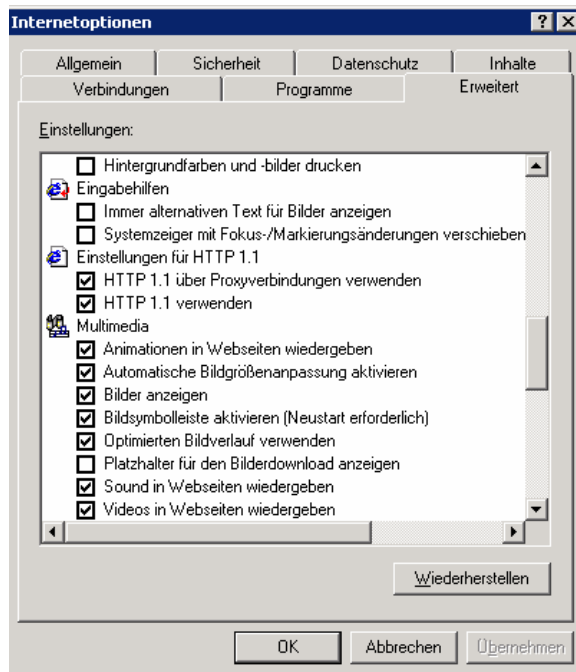 Internetoptionen
Allgemein Sicherheit Datenschutz Inhalte
Verbindungen Programme Erweitert
Einstellungen:
Hintergrundfarben und -bilder drucken
Eingabehilfen
Immer alternativen Text für Bilder anzeigen
Systemzeiger mit Fokus-/Markierungsänderungen verschieben
Einstellungen für HTTP 1.1
HTTP 1.1 über Proxyverbindungen verwenden
HTTP 1.1 verwenden
Multimedia
Animationen in Webseiten wiedergeben
Automatische Bildgrößenanpassung aktivieren
Bilder anzeigen
Bildsymbolleiste aktivieren (Neustart erforderlich)
Optimierten Bildverlauf verwenden
Platzhalter für den Bilderdownload anzeigen
Sound in Webseiten wiedergeben
Videos in Webseiten wiedergeben
Wiederherstellen
OK Abbrechen Übernehmen